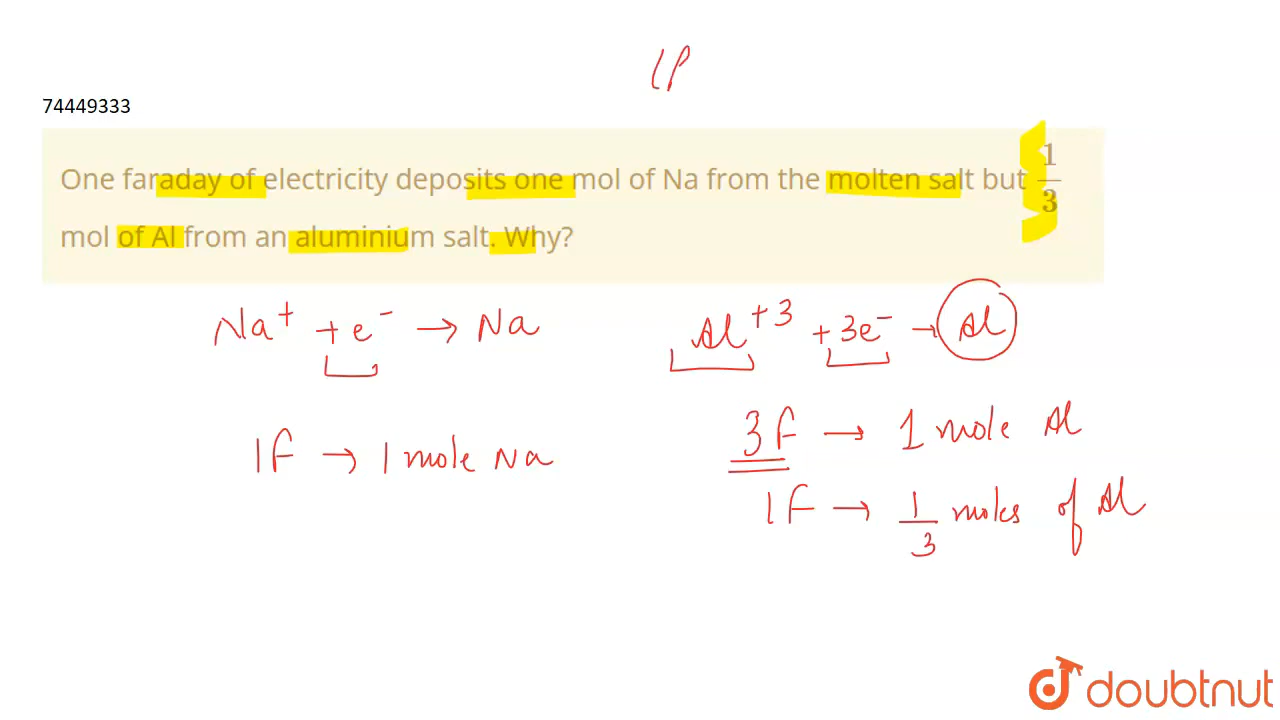 1F
74449333
One faraday of electricity deposits one mol of Na from the molten salt but 1/3
mol of Al from an aluminium salt. Why?
Na⁺ + e⁻ → Na
Al⁺³ + 3e⁻ → Al
1F → 1 mole Na
3F → 1 mole Al
1F → 1/3 moles of Al
doubtnut